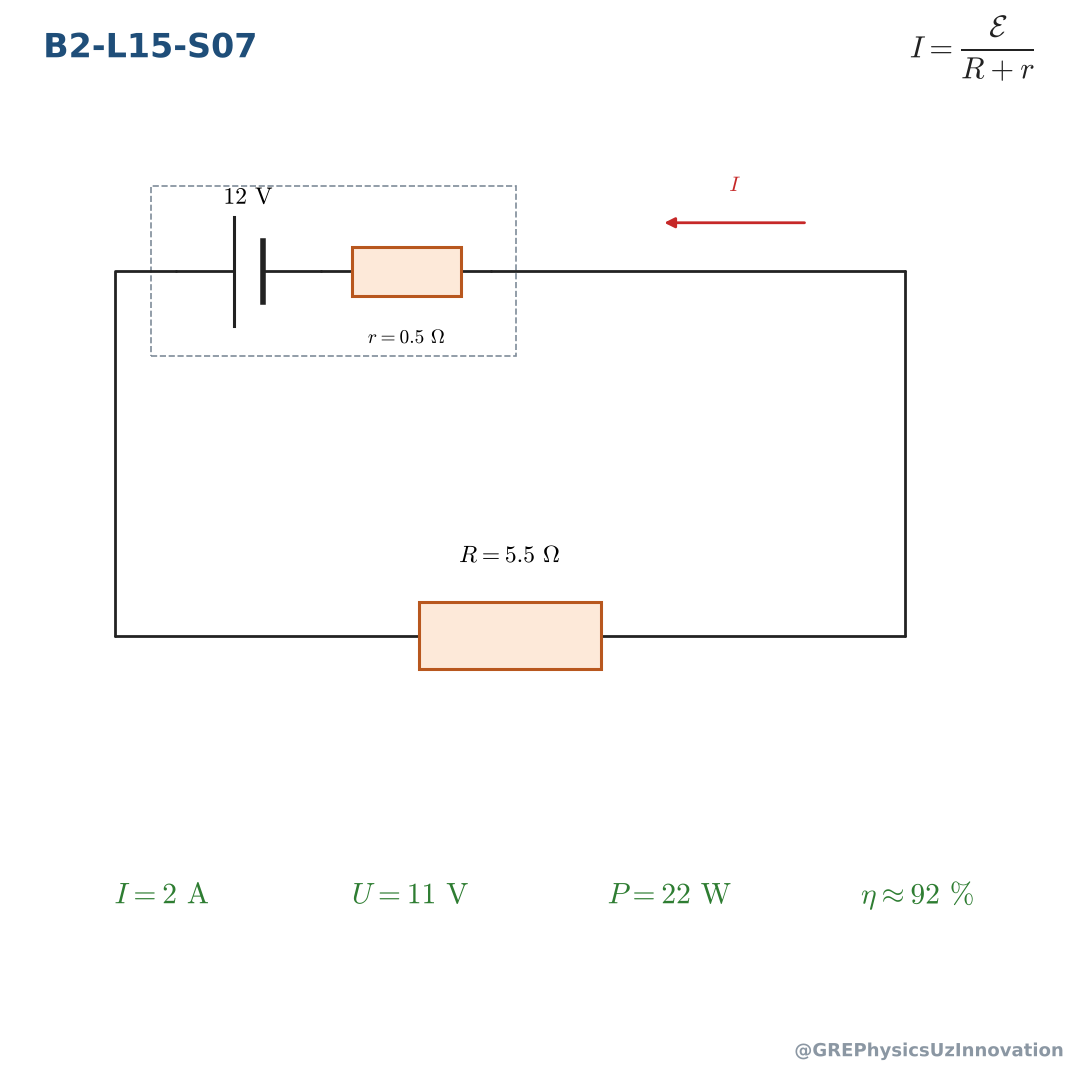 B2-L15-S07
I = ℰ / (R + r)
12 V
I
r = 0.5 Ω
R = 5.5 Ω
I = 2 A
U = 11 V
P = 22 W
η ≈ 92 %
@GREPhysicsUzInnovation